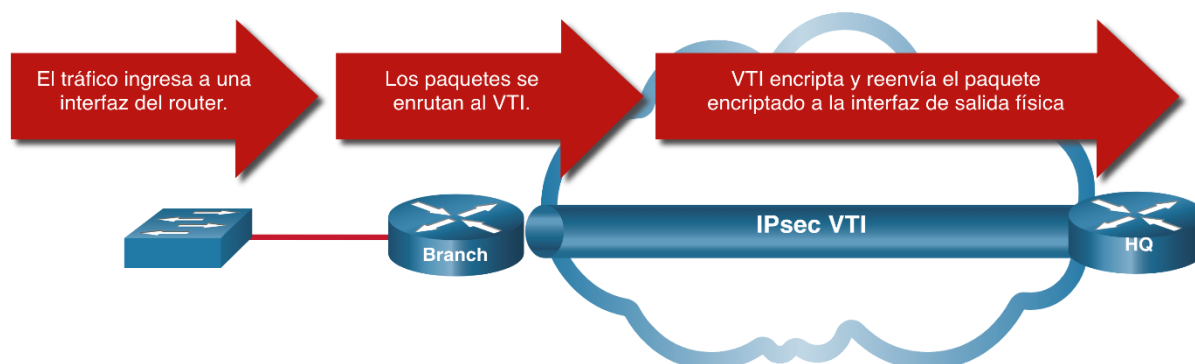 El tráfico ingresa a una
interfaz del router.
Los paquetes se
enrutan al VTI.
VTI encripta y reenvía el paquete
encriptado a la interfaz de salida física
Branch
IPsec VTI
HQ